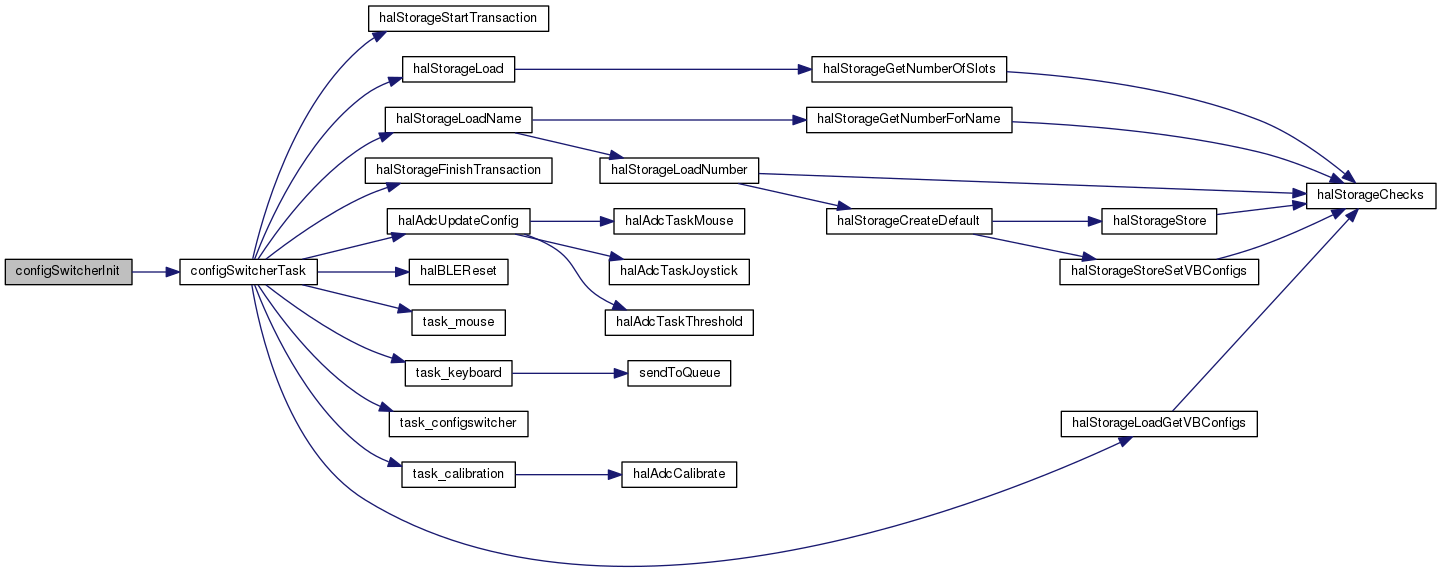 halStorageStartTransaction
halStorageLoad
halStorageGetNumberOfSlots
halStorageLoadName
halStorageGetNumberForName
halStorageFinishTransaction
halStorageLoadNumber
halStorageChecks
halAdcUpdateConfig
halAdcTaskMouse
halStorageCreateDefault
halStorageStore
configSwitcherInit
configSwitcherTask
halBLEReset
halAdcTaskJoystick
halStorageStoreSetVBConfigs
task_mouse
halAdcTaskThreshold
task_keyboard
sendToQueue
task_configswitcher
halStorageLoadGetVBConfigs
task_calibration
halAdcCalibrate